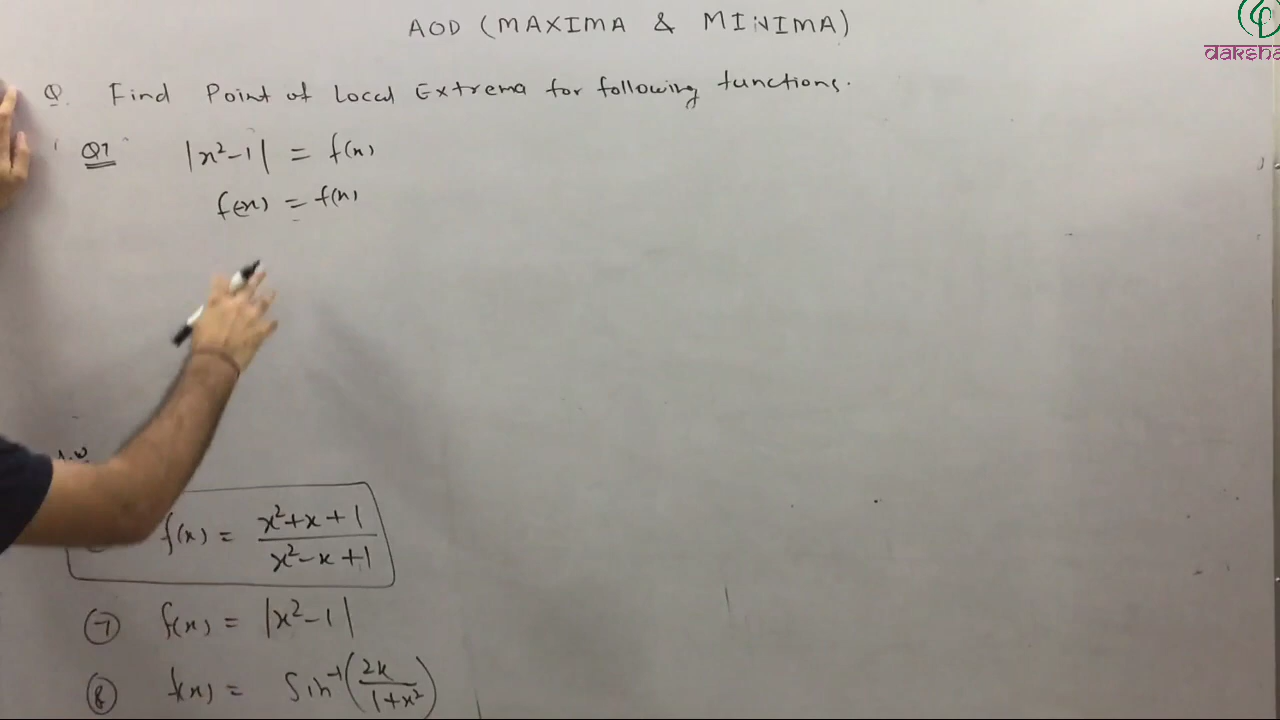 AOD (MAXIMA & MINIMA)
daksha
Q. Find Point of Local Extrema for following functions.
Q7 |x²-1| = f(x)
f(-x) = f(x)
f(x) = x²+x+1 / x²-x+1
⑦ f(x) = |x²-1|
⑧ f(x) = Sin⁻¹(2x / 1+x²)